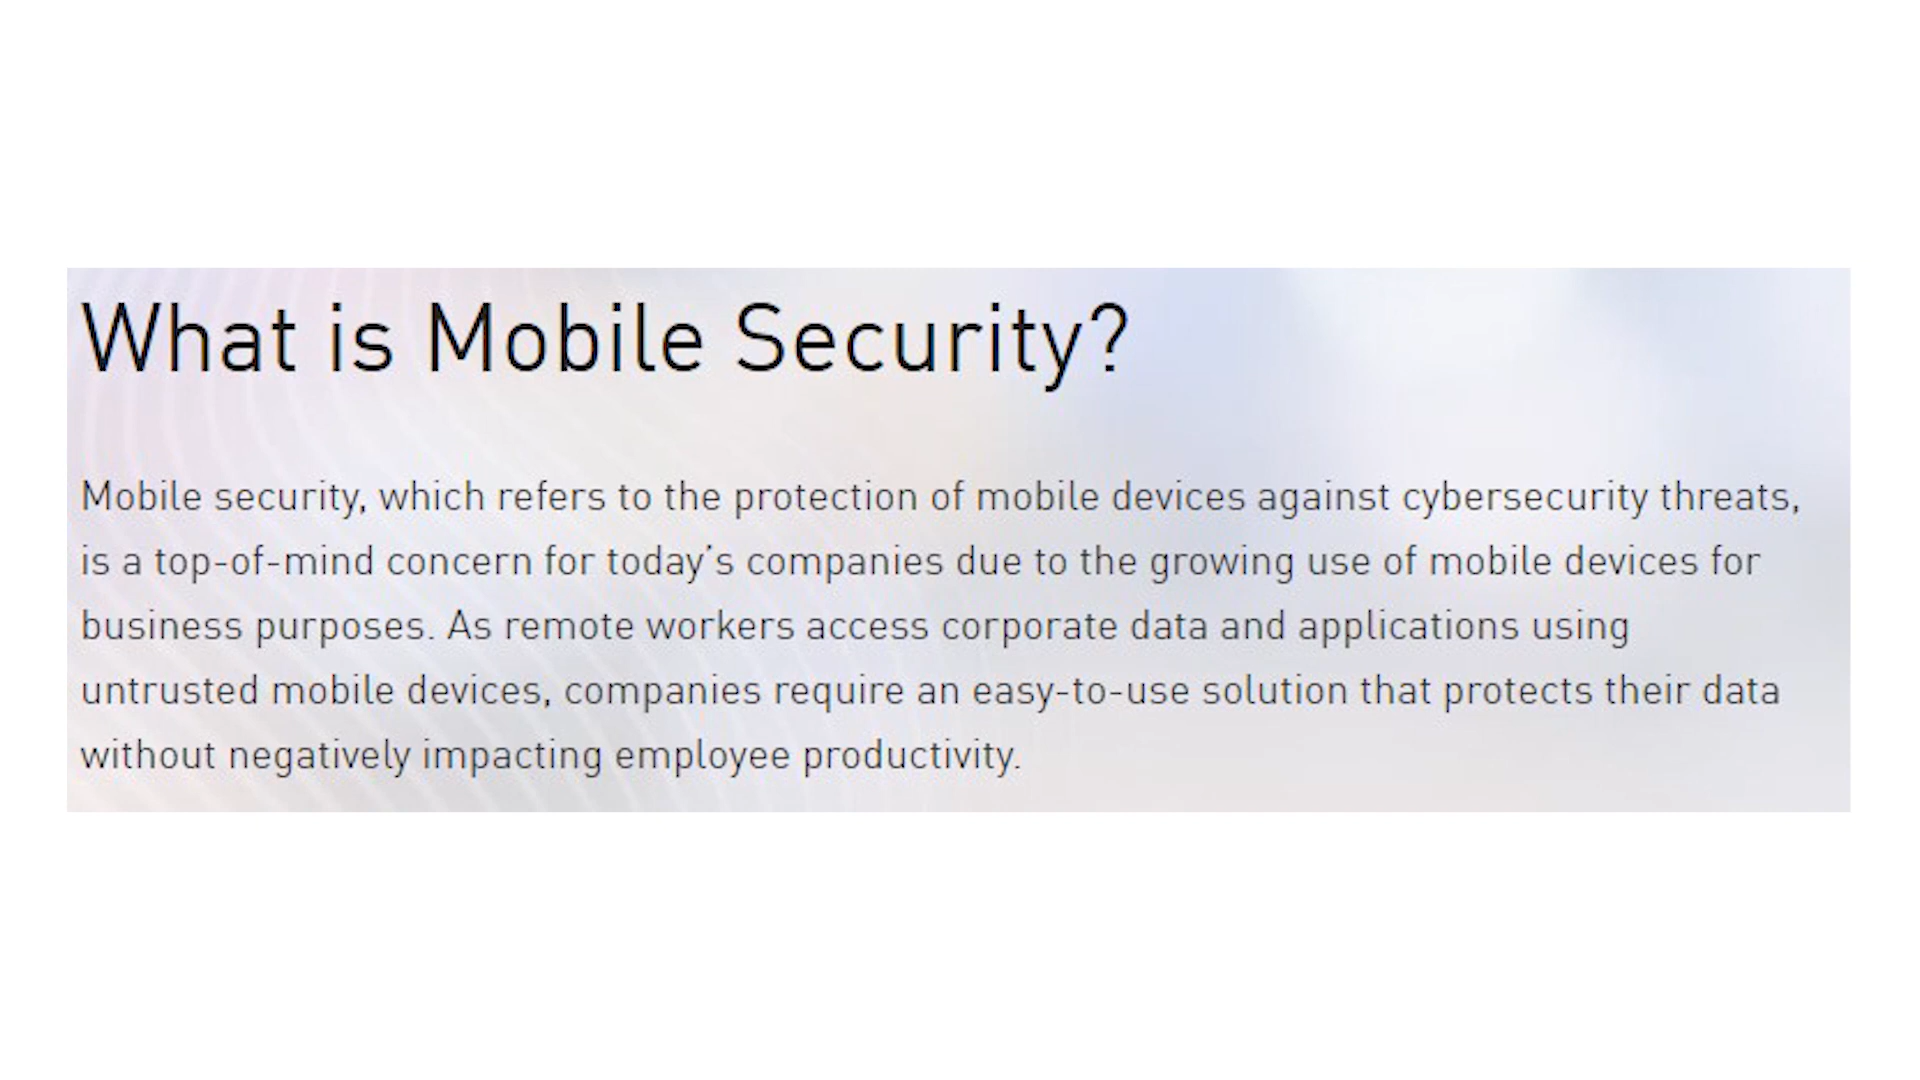 What is Mobile Security?
Mobile security, which refers to the protection of mobile devices against cybersecurity threats,
is a top-of-mind concern for today’s companies due to the growing use of mobile devices for
business purposes. As remote workers access corporate data and applications using
untrusted mobile devices, companies require an easy-to-use solution that protects their data
without negatively impacting employee productivity.